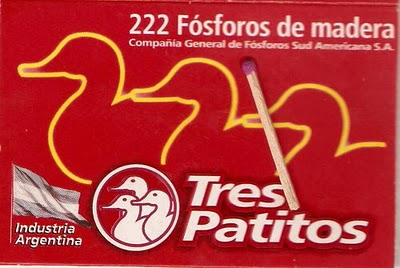 222 Fósforos de madera
Compañía General de Fósforos Sud Americana S.A.
Tres
Patitos
Industria
Argentina